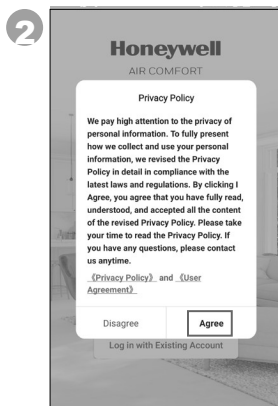 2
Honeywell
AIR COMFORT
Privacy Policy
We pay high attention to the privacy of
personal information. To fully present
how we collect and use your personal
information, we revised the Privacy
Policy in detail in compliance with the
latest laws and regulations. By clicking I
Agree, you agree that you have fully read,
understood, and accepted all the content
of the revised Privacy Policy. Please take
your time to read the Privacy Policy. If
you have any questions, please contact
us anytime.
《Privacy Policy》 and 《User
Agreement》
Disagree Agree
Log in with Existing Account